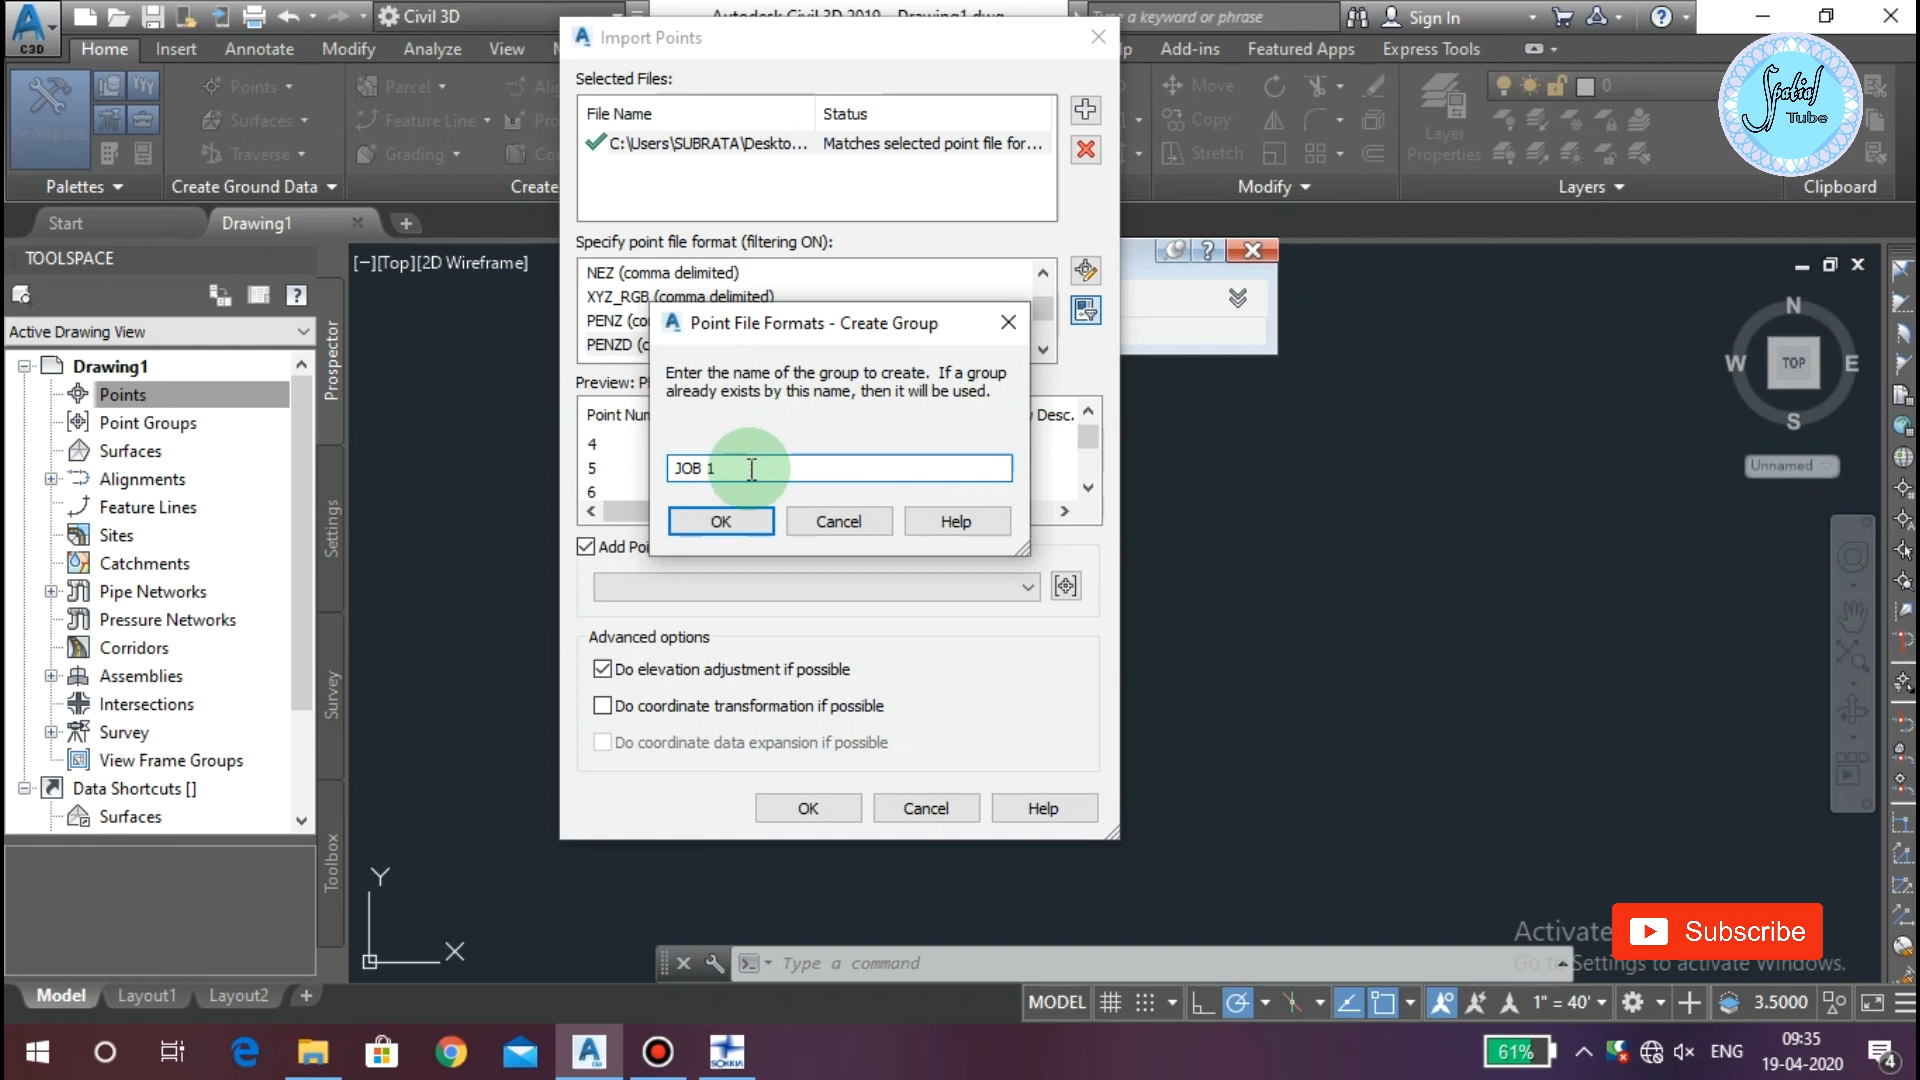 C3D
Civil 3D
Autodesk Civil 3D 2019 Drawing1.dwg
Type a keyword or phrase
Sign In
Home
Insert
Annotate
Modify
Analyze
View
Add-ins
Featured Apps
Express Tools
Toolspace
Points
Surfaces
Traverse
Parcel
Feature Line
Grading
Move
Copy
Stretch
Layer
Properties
0
Palettes
Create Ground Data
Create
Modify
Layers
Clipboard
Spatial
Tube
Start
Drawing1
TOOLSPACE
Active Drawing View
Drawing1
Points
Point Groups
Surfaces
Alignments
Feature Lines
Sites
Catchments
Pipe Networks
Pressure Networks
Corridors
Assemblies
Intersections
Survey
View Frame Groups
Data Shortcuts []
Surfaces
Prospector
Settings
Survey
Toolbox
[−][Top][2D Wireframe]
Import Points
Selected Files:
File Name Status
C:\Users\SUBRATA\Deskto... Matches selected point file for...
Specify point file format (filtering ON):
NEZ (comma delimited)
XYZ_RGB (comma delimited)
PENZ
PENZD
Preview:
Point Num
Desc.
4
5
6
Point File Formats - Create Group
Enter the name of the group to create. If a group
already exists by this name, then it will be used.
JOB 1
OK Cancel Help
Add Poi
Advanced options
Do elevation adjustment if possible
Do coordinate transformation if possible
Do coordinate data expansion if possible
OK Cancel Help
N
W TOP E
S
Unnamed
Y
X
Type a command
Activate
Settings to activate Windows.
Subscribe
Model Layout1 Layout2
MODEL
1" = 40'
3.5000
SOKKIA
61%
ENG
09:35
19-04-2020
4